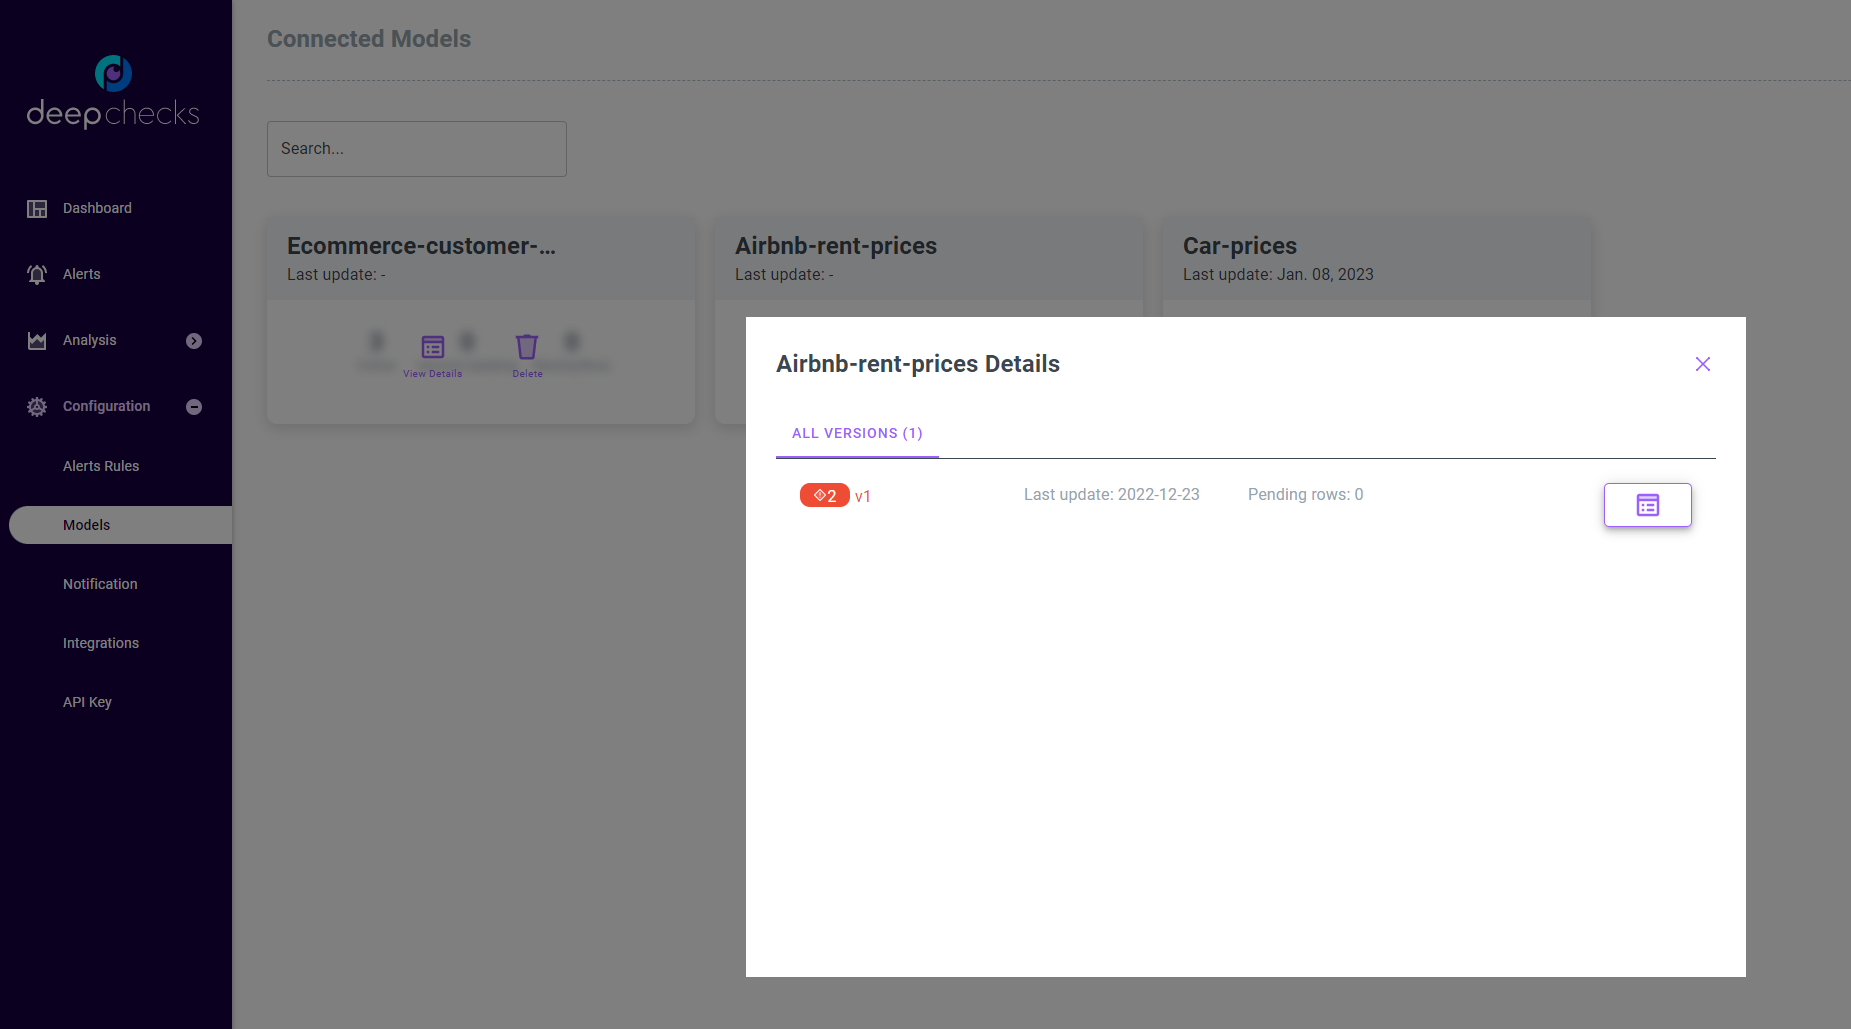 deepchecks
Dashboard
Alerts
Analysis
Configuration
Alerts Rules
Models
Notification
Integrations
API Key
Connected Models
Search...
Ecommerce-customer-...
Last update: -
View Details
Delete
Airbnb-rent-prices
Last update: -
Car-prices
Last update: Jan. 08, 2023
Airbnb-rent-prices Details
ALL VERSIONS (1)
2 v1 Last update: 2022-12-23 Pending rows: 0